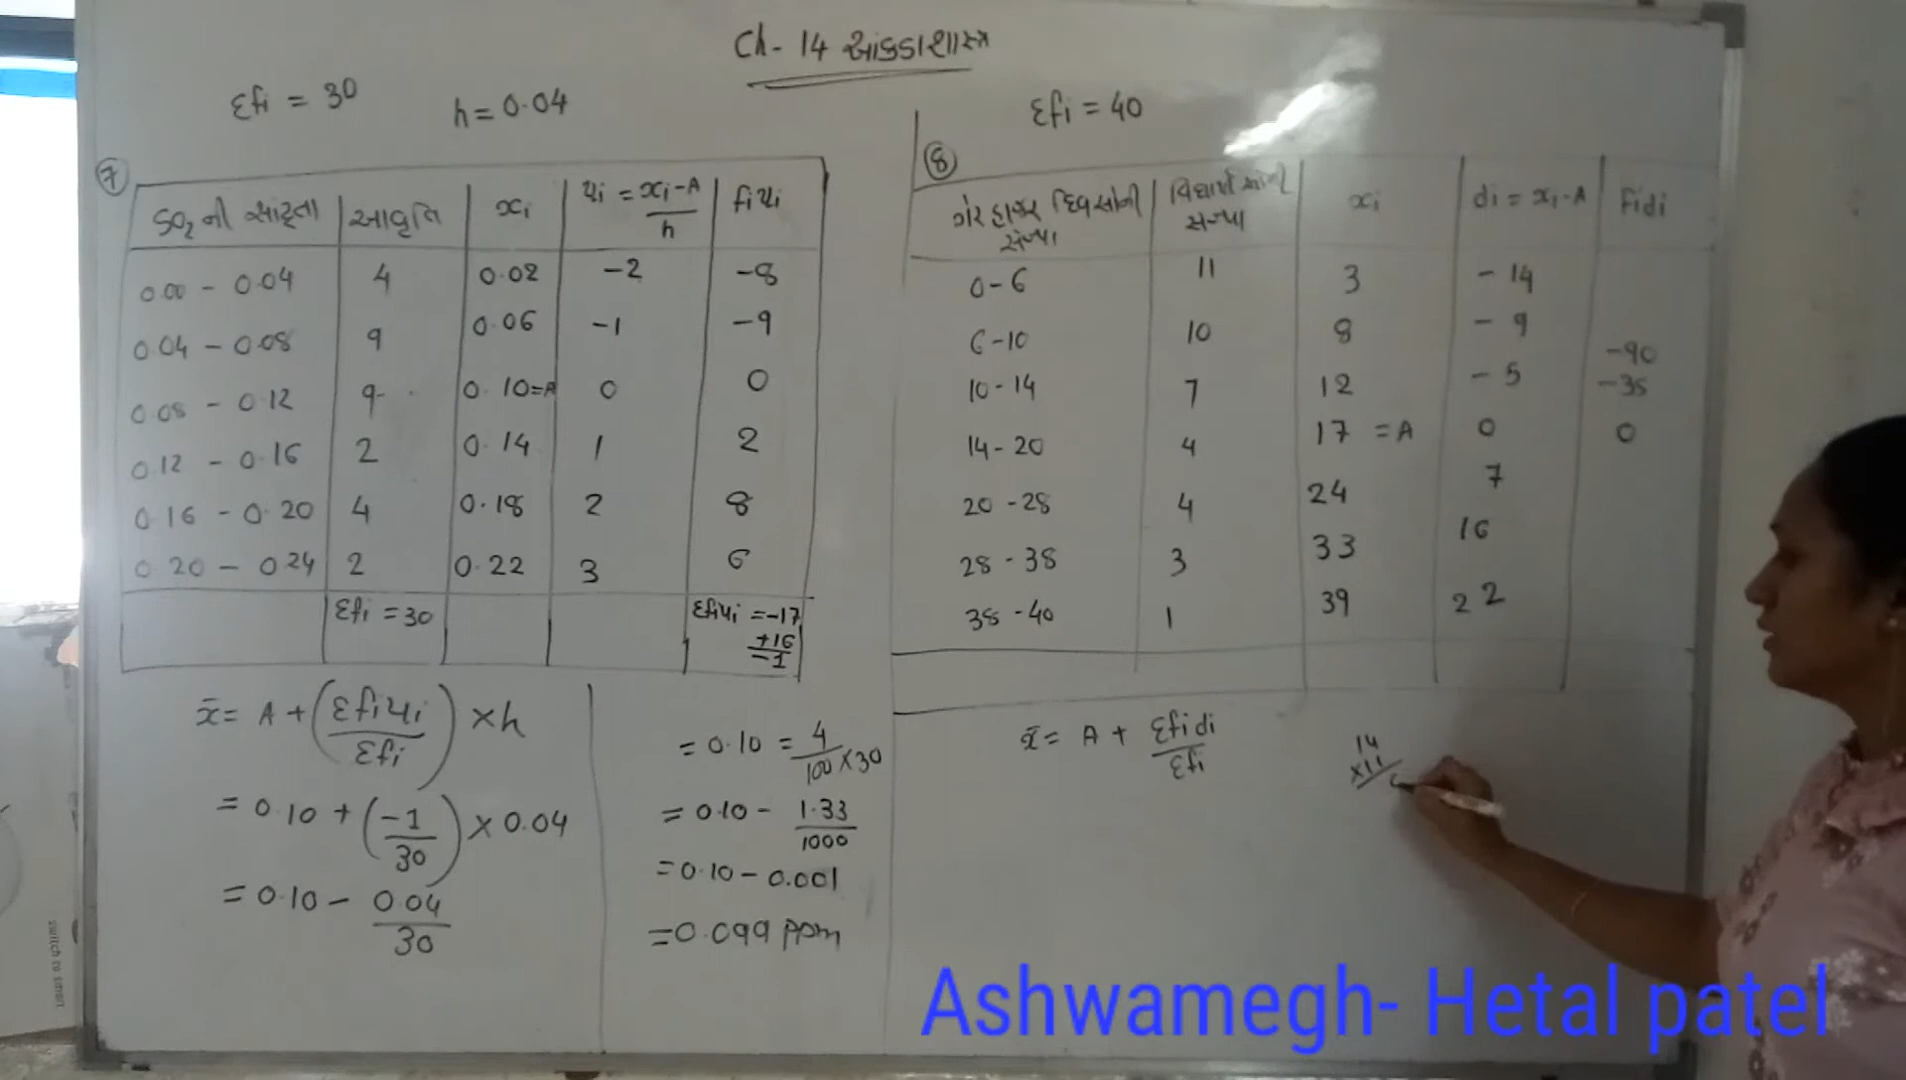 Ch- 14 આંકડાશાસ્ત્ર
Σfi = 30
h = 0.04
⑦
SO₂ ની સાંદ્રતા | આવૃત્તિ | xi | યi = xi-A / h | fiયi
0.00 - 0.04 | 4 | 0.02 | -2 | -8
0.04 - 0.08 | 9 | 0.06 | -1 | -9
0.08 - 0.12 | 9 | 0.10=A | 0 | 0
0.12 - 0.16 | 2 | 0.14 | 1 | 2
0.16 - 0.20 | 4 | 0.18 | 2 | 8
0.20 - 0.24 | 2 | 0.22 | 3 | 6
Σfi = 30 | Σfiયi = -17
+16
-1
x̄ = A + (Σfiયi / Σfi) × h
= 0.10 + (-1 / 30) × 0.04
= 0.10 - 0.04 / 30
= 0.10 = 4 / 100 × 30
= 0.10 - 1.33 / 1000
= 0.10 - 0.001
= 0.099 ppm
Σfi = 40
⑧
ગેર હાજર દિવસોની સંખ્યા | વિદ્યાર્થીઓની સંખ્યા | xi | di = xi-A | fidi
0-6 | 11 | 3 | - 14
6-10 | 10 | 8 | - 9 | -90
10-14 | 7 | 12 | - 5 | -35
14-20 | 4 | 17 = A | 0 | 0
20-28 | 4 | 24 | 7
28-38 | 3 | 33 | 16
38-40 | 1 | 39 | 22
x̄ = A + Σfidi / Σfi
14
×11
Ashwamegh- Hetal patel